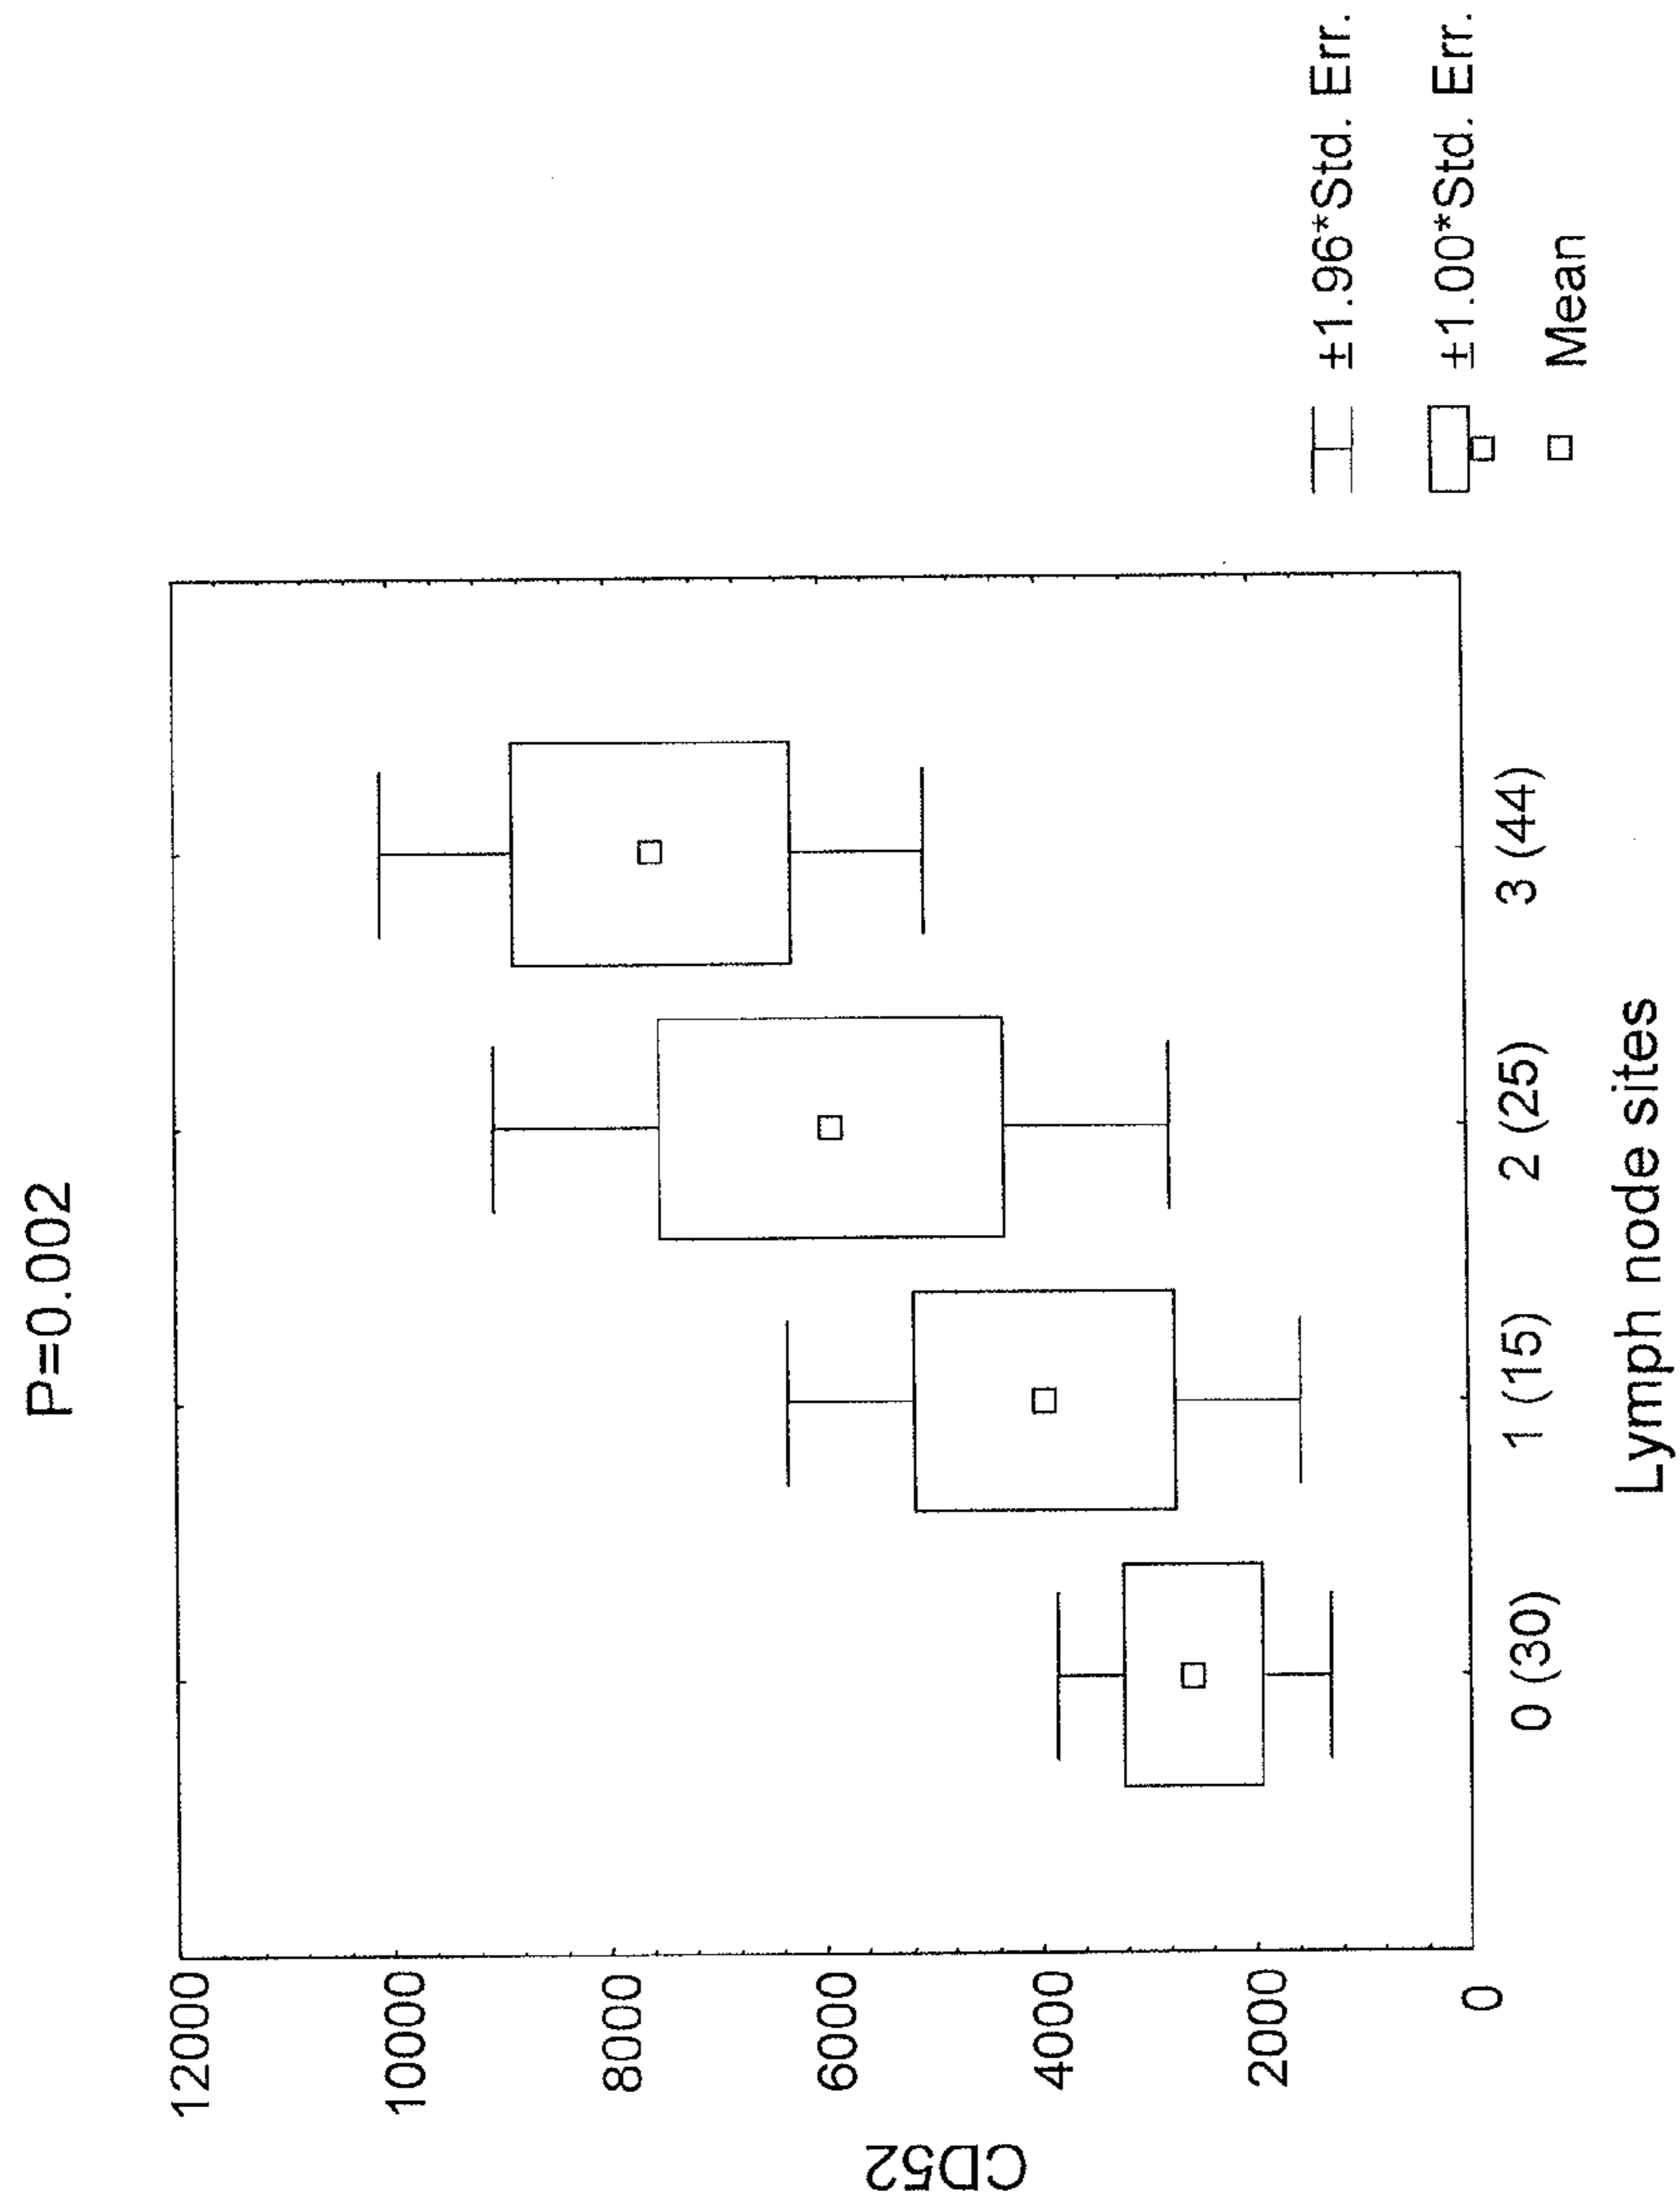 P=0.002
12000
10000
8000
6000
4000
2000
0
CD52
0 (30)
1 (15)
2 (25)
3 (44)
Lymph node sites
±1.96*Std. Err.
±1.00*Std. Err.
Mean